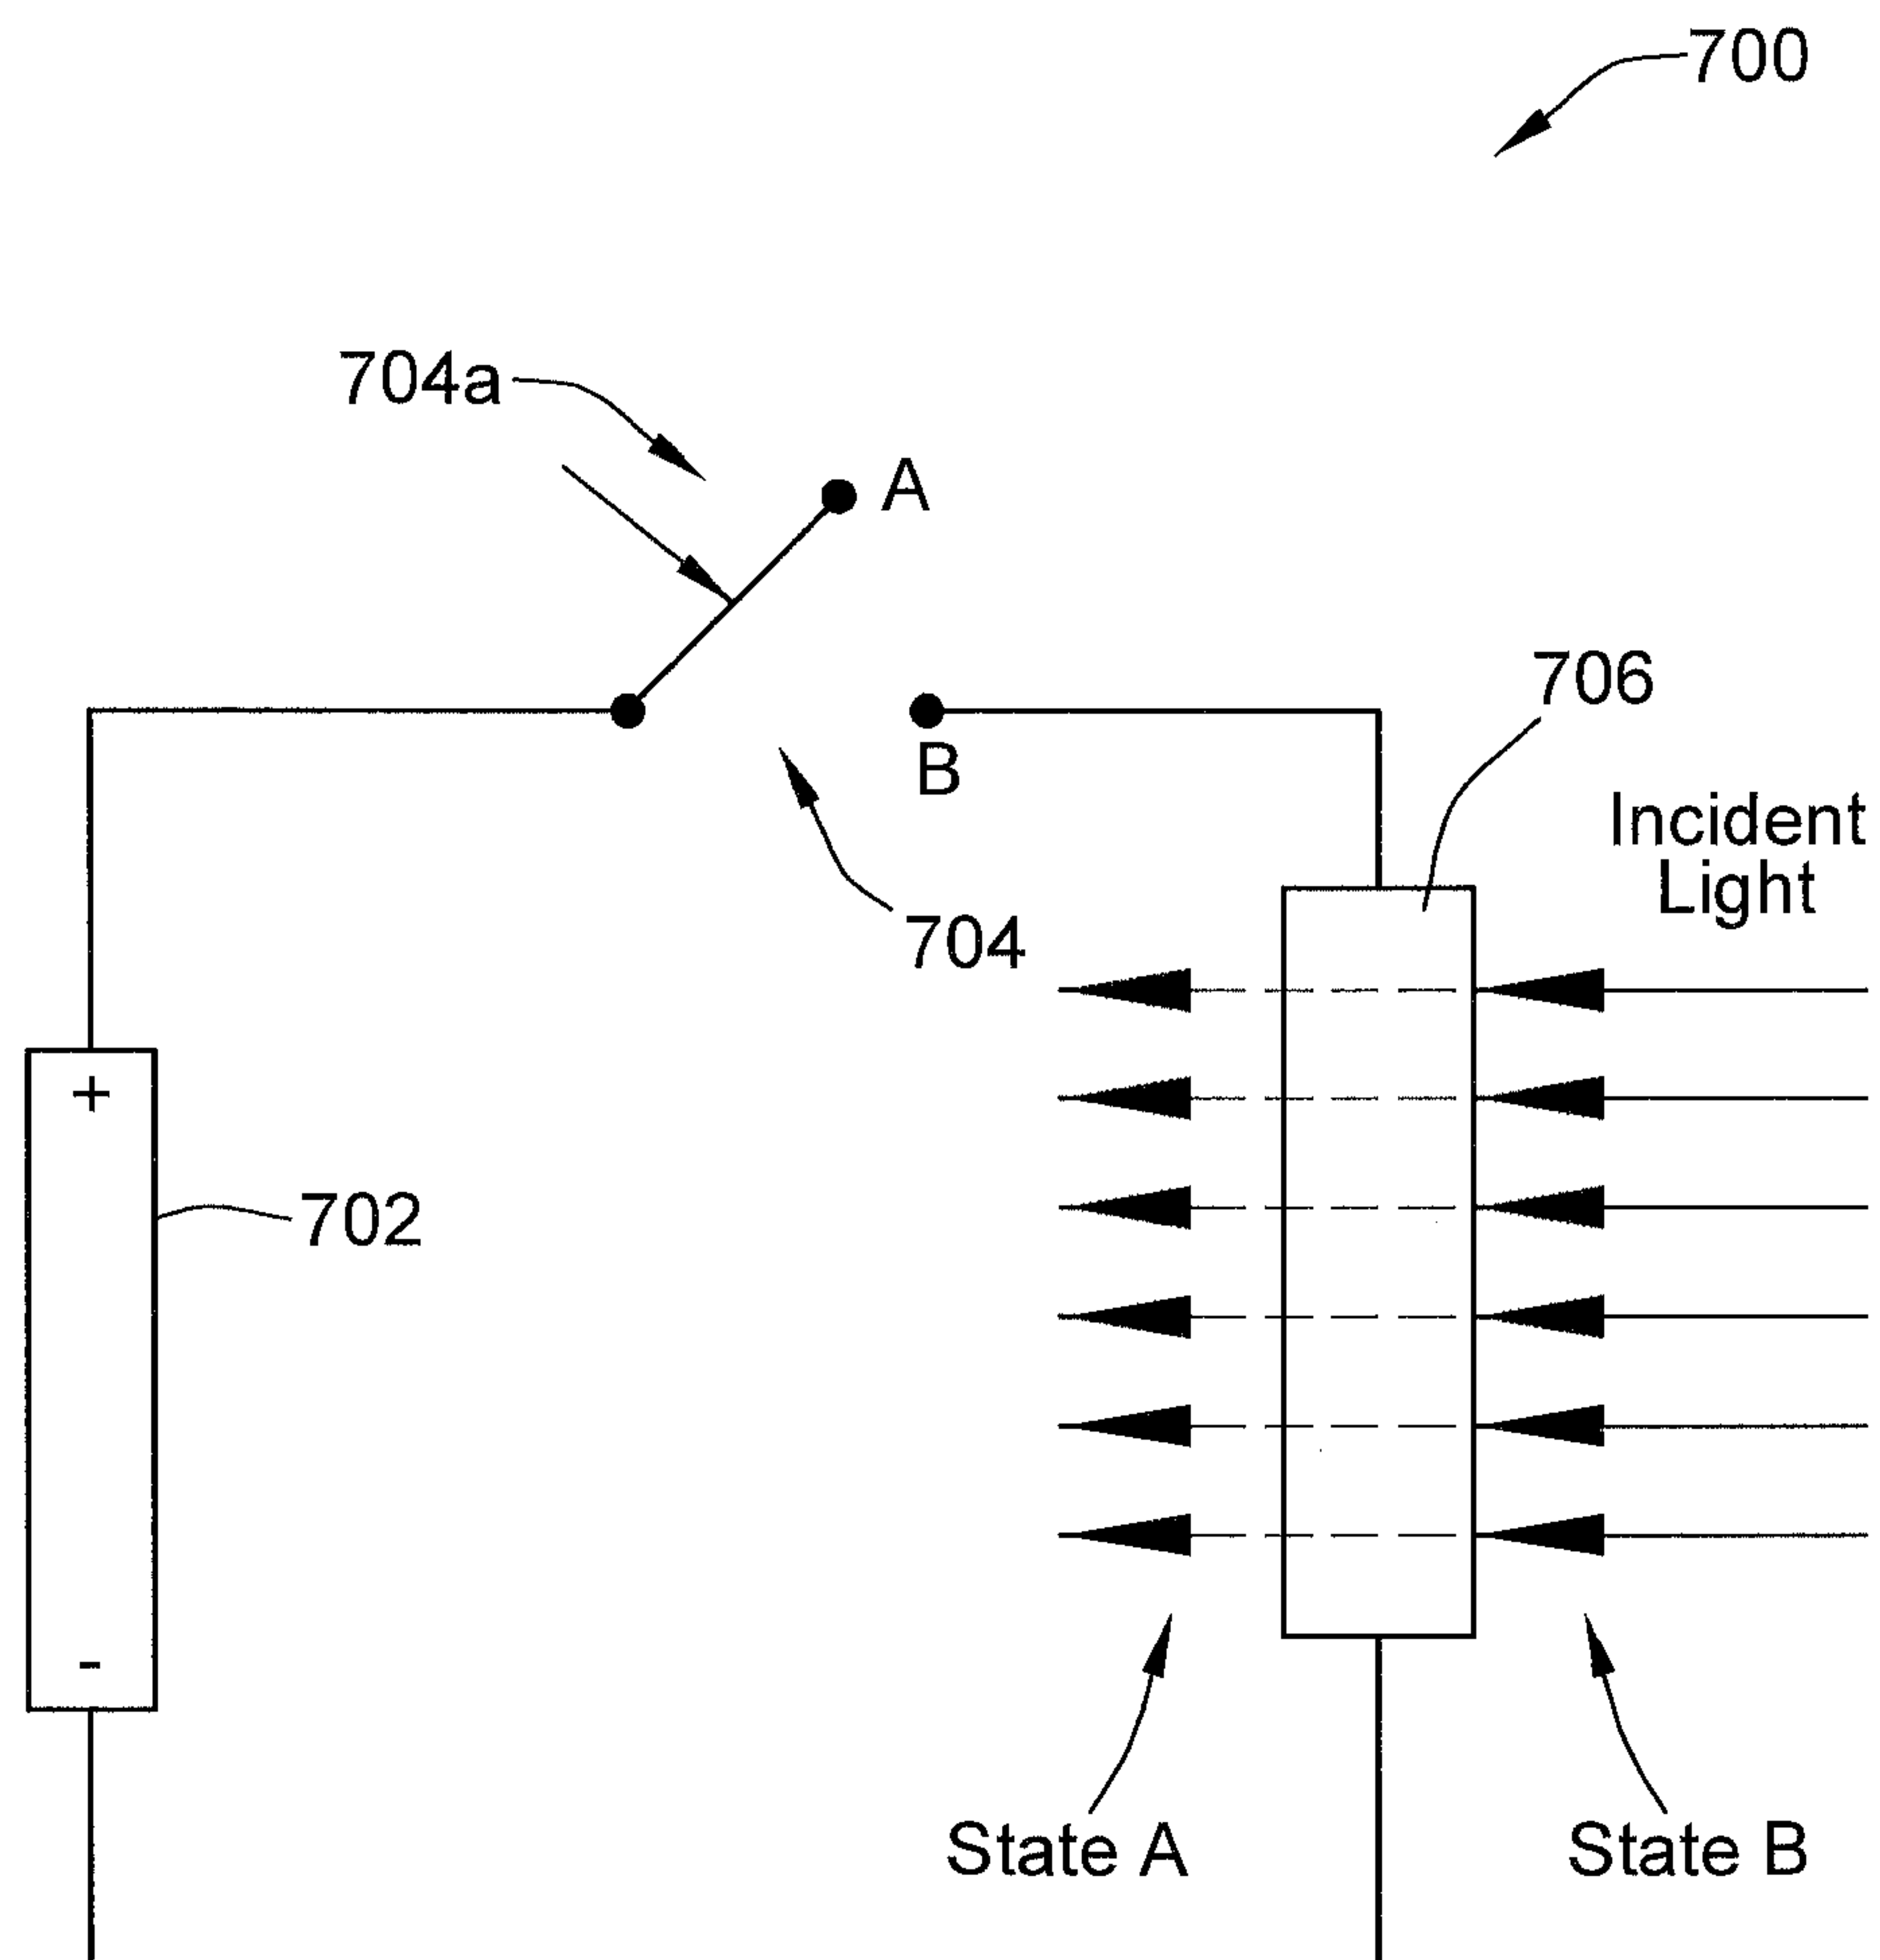 700
704a
A
B
706
Incident
Light
704
+
702
-
State A
State B